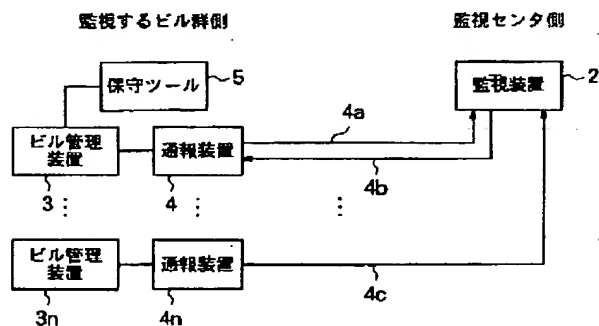 監視するビル群側
監視センタ側
保守ツール
5
監視装置
2
ビル管理
装置
通報装置
4a
4b
3
4
ビル管理
装置
通報装置
4c
3n
4n